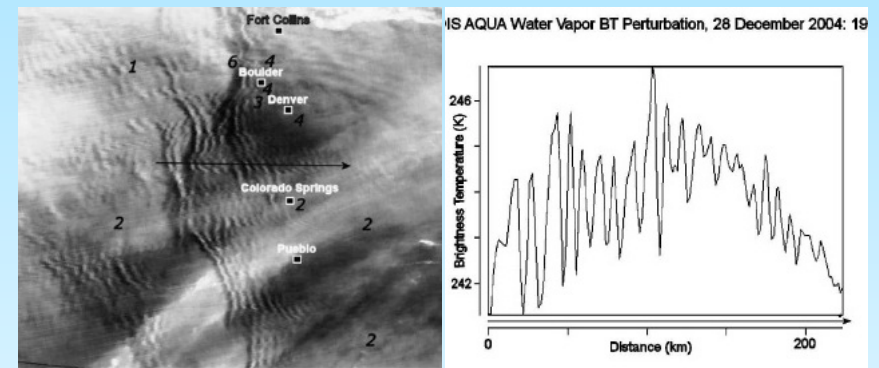 Fort Collins
1
6
4
Boulder
4
3
Denver
4
Colorado Springs
2
2
2
Pueblo
2
IS AQUA Water Vapor BT Perturbation, 28 December 2004: 19
246
242
Brightness Temperature (K)
0
200
Distance (km)